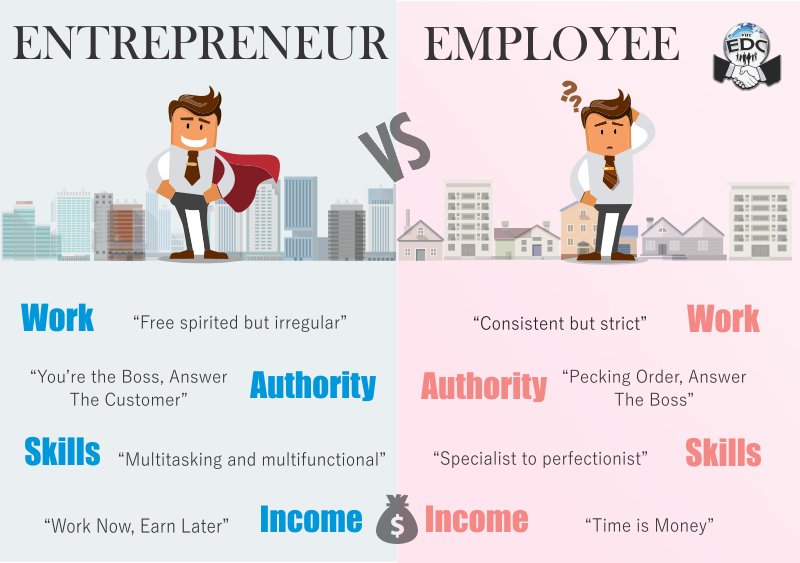 ENTREPRENEUR
EMPLOYEE
EDC
??
VS
Work
“Free spirited but irregular”
“Consistent but strict”
Work
“You’re the Boss, Answer
The Customer”
Authority
Authority
“Pecking Order, Answer
The Boss”
Skills
“Multitasking and multifunctional”
“Specialist to perfectionist”
Skills
“Work Now, Earn Later”
Income
$
Income
“Time is Money”